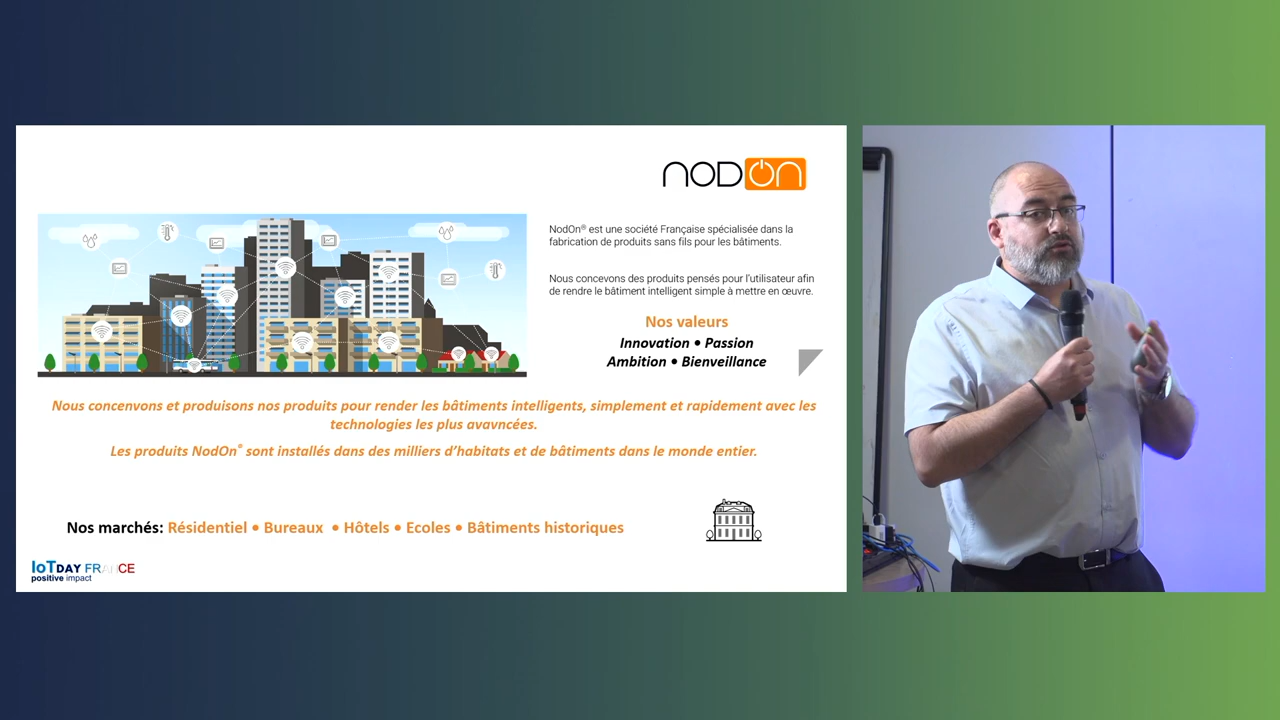 NODON
NodOn® est une société Française spécialisée dans la
fabrication de produits sans fils pour les bâtiments.
Nous concevons des produits pensés pour l'utilisateur afin
de rendre le bâtiment intelligent simple à mettre en œuvre.
Nos valeurs
Innovation • Passion
Ambition • Bienveillance
Nous concenvons et produisons nos produits pour render les bâtiments intelligents, simplement et rapidement avec les
technologies les plus avavncées.
Les produits NodOn® sont installés dans des milliers d'habitats et de bâtiments dans le monde entier.
Nos marchés: Résidentiel • Bureaux • Hôtels • Ecoles • Bâtiments historiques
IoT DAY FRANCE
positive impact